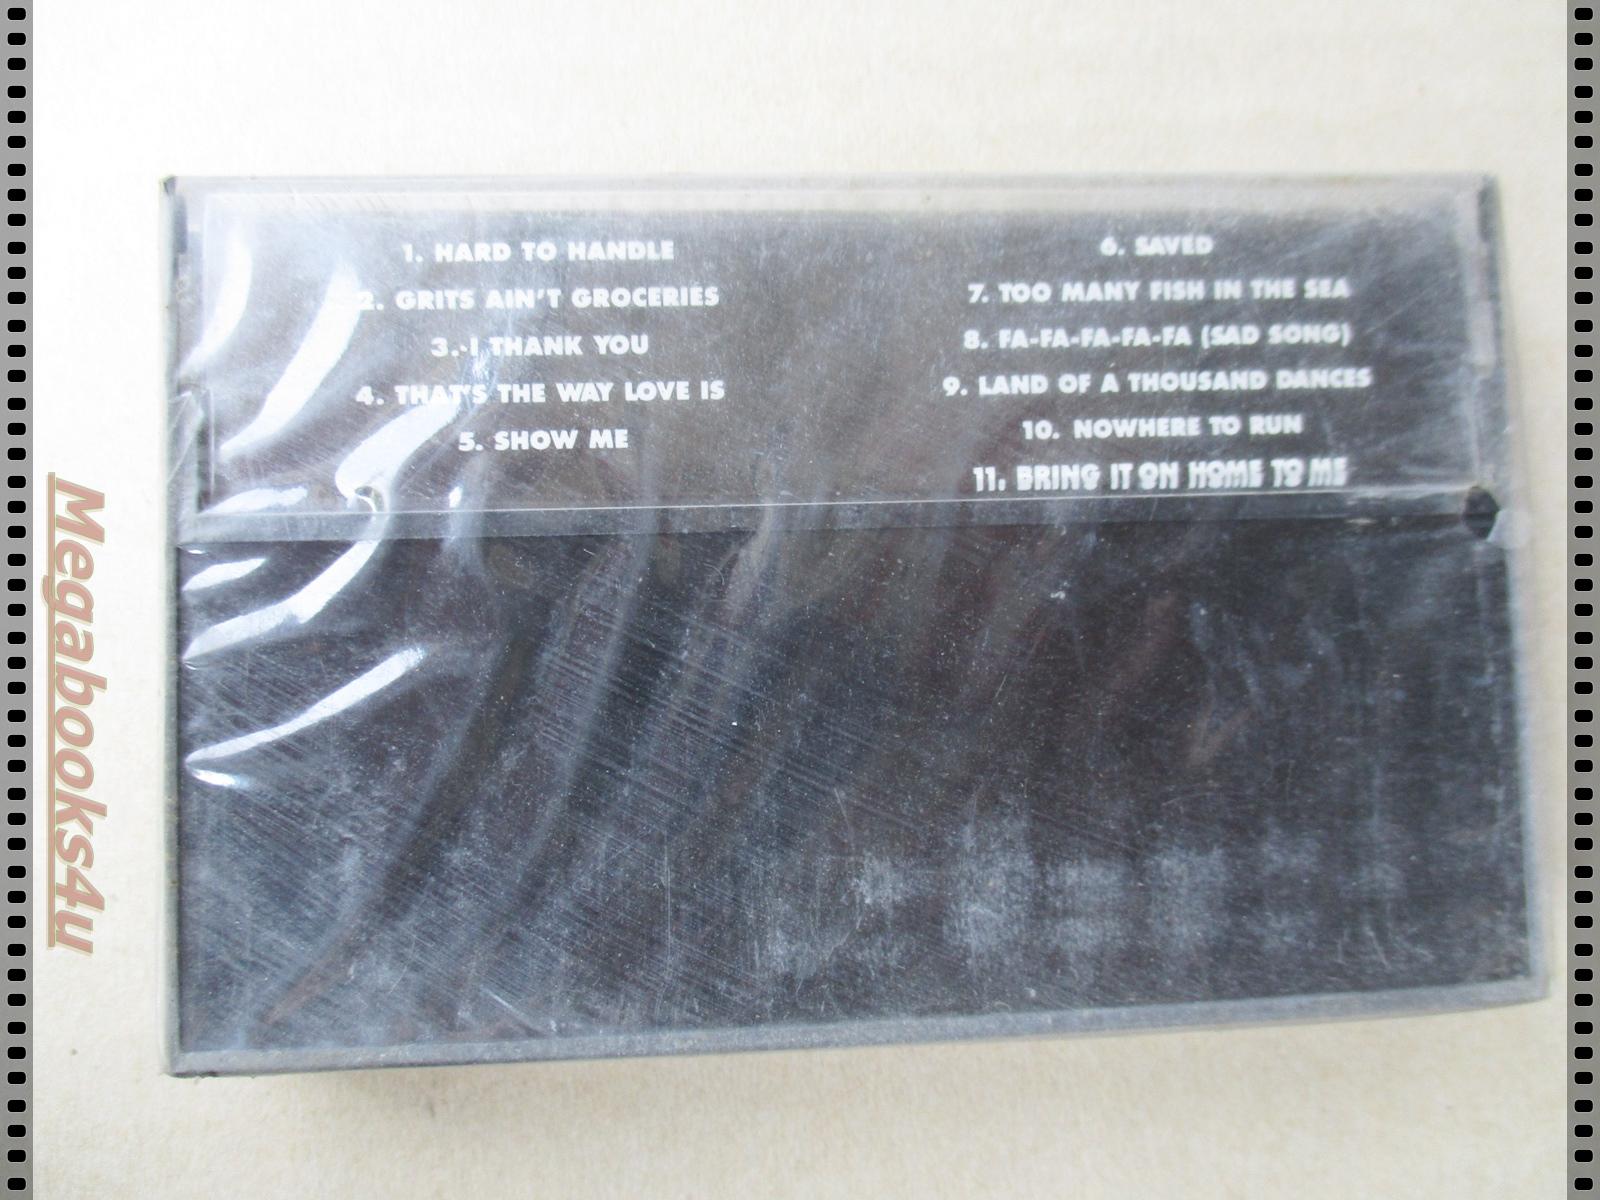 1. HARD TO HANDLE
2. GRITS AIN'T GROCERIES
3. I THANK YOU
4. THAT'S THE WAY LOVE IS
5. SHOW ME
6. SAVED
7. TOO MANY FISH IN THE SEA
8. FA-FA-FA-FA-FA (SAD SONG)
9. LAND OF A THOUSAND DANCES
10. NOWHERE TO RUN
11. BRING IT ON HOME TO ME
Megabooks4u